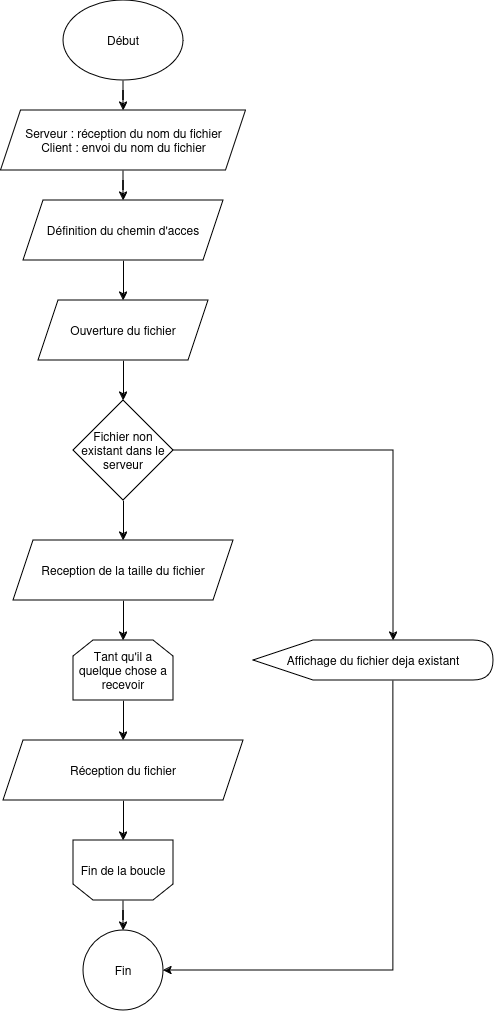 Début
Serveur : réception du nom du fichier
Client : envoi du nom du fichier
Définition du chemin d'acces
Ouverture du fichier
Fichier non
existant dans le
serveur
Reception de la taille du fichier
Tant qu'il a
quelque chose a
recevoir
Affichage du fichier deja existant
Réception du fichier
Fin de la boucle
Fin